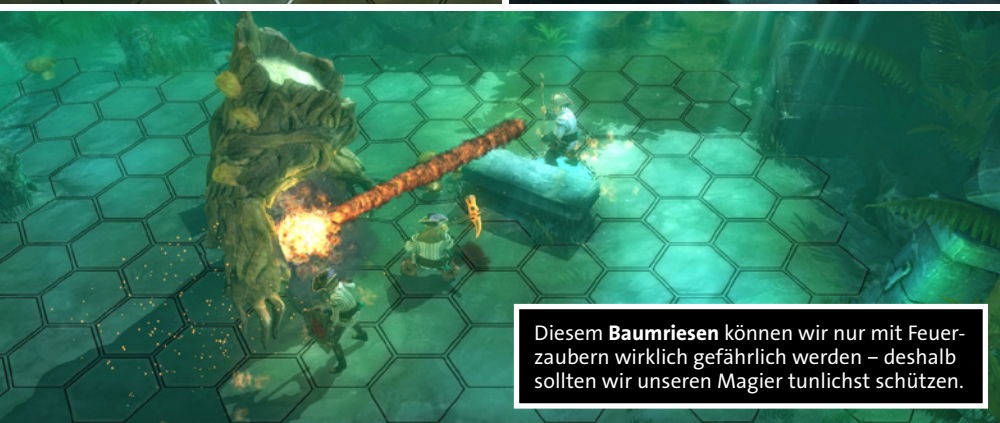 Diesem Baumriesen können wir nur mit Feuer-
zaubern wirklich gefährlich werden – deshalb
sollten wir unseren Magier tunlichst schützen.